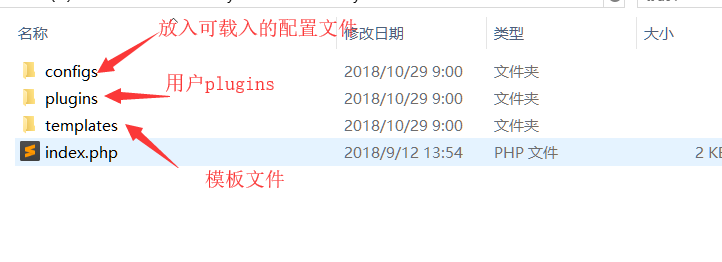 放入可载入的配置文件
名称 修改日期 类型 大小
configs 2018/10/29 9:00 文件夹
用户plugins
plugins 2018/10/29 9:00 文件夹
templates 2018/10/29 9:00 文件夹
index.php 2018/9/12 13:54 PHP 文件 2 KB
模板文件